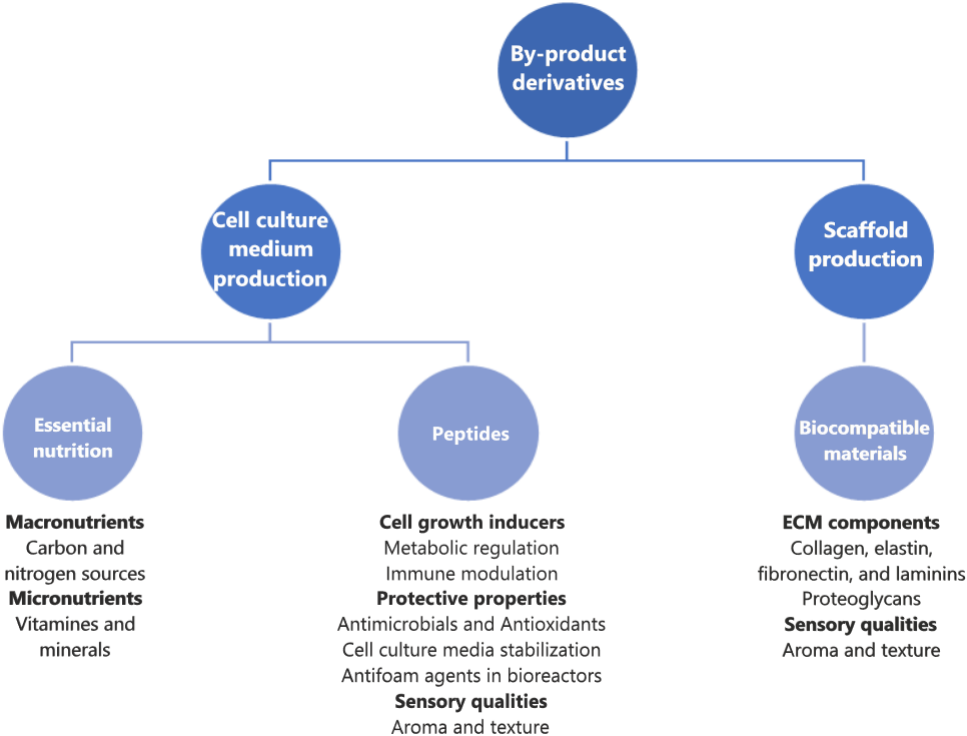 By-product
derivatives
Cell culture
medium
production
Scaffold
production
Essential
nutrition
Peptides
Biocompatible
materials
Macronutrients
Carbon and
nitrogen sources
Micronutrients
Vitamines and
minerals
Cell growth inducers
Metabolic regulation
Immune modulation
Protective properties
Antimicrobials and Antioxidants
Cell culture media stabilization
Antifoam agents in bioreactors
Sensory qualities
Aroma and texture
ECM components
Collagen, elastin,
fibronectin, and laminins
Proteoglycans
Sensory qualities
Aroma and texture